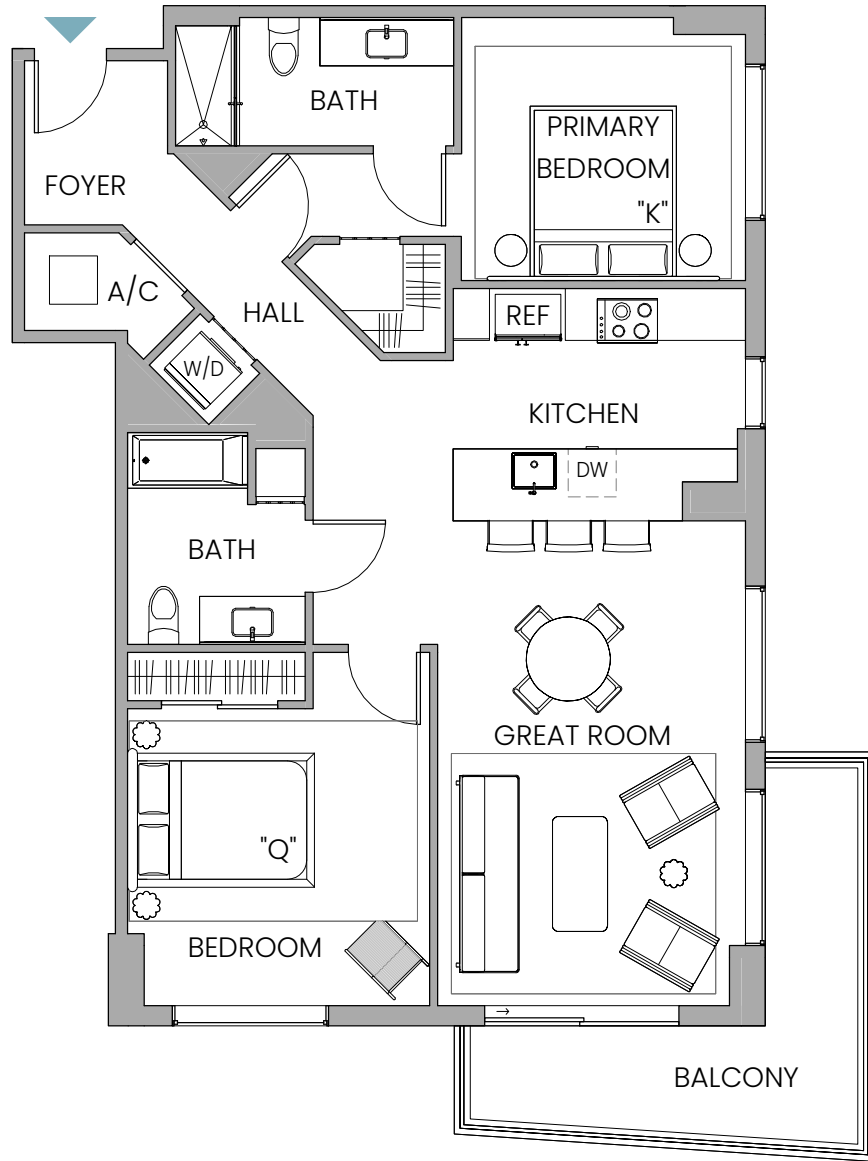 BATH
PRIMARY
BEDROOM
"K"
FOYER
A/C
HALL
REF
W/D
KITCHEN
DW
BATH
GREAT ROOM
"Q"
BEDROOM
BALCONY